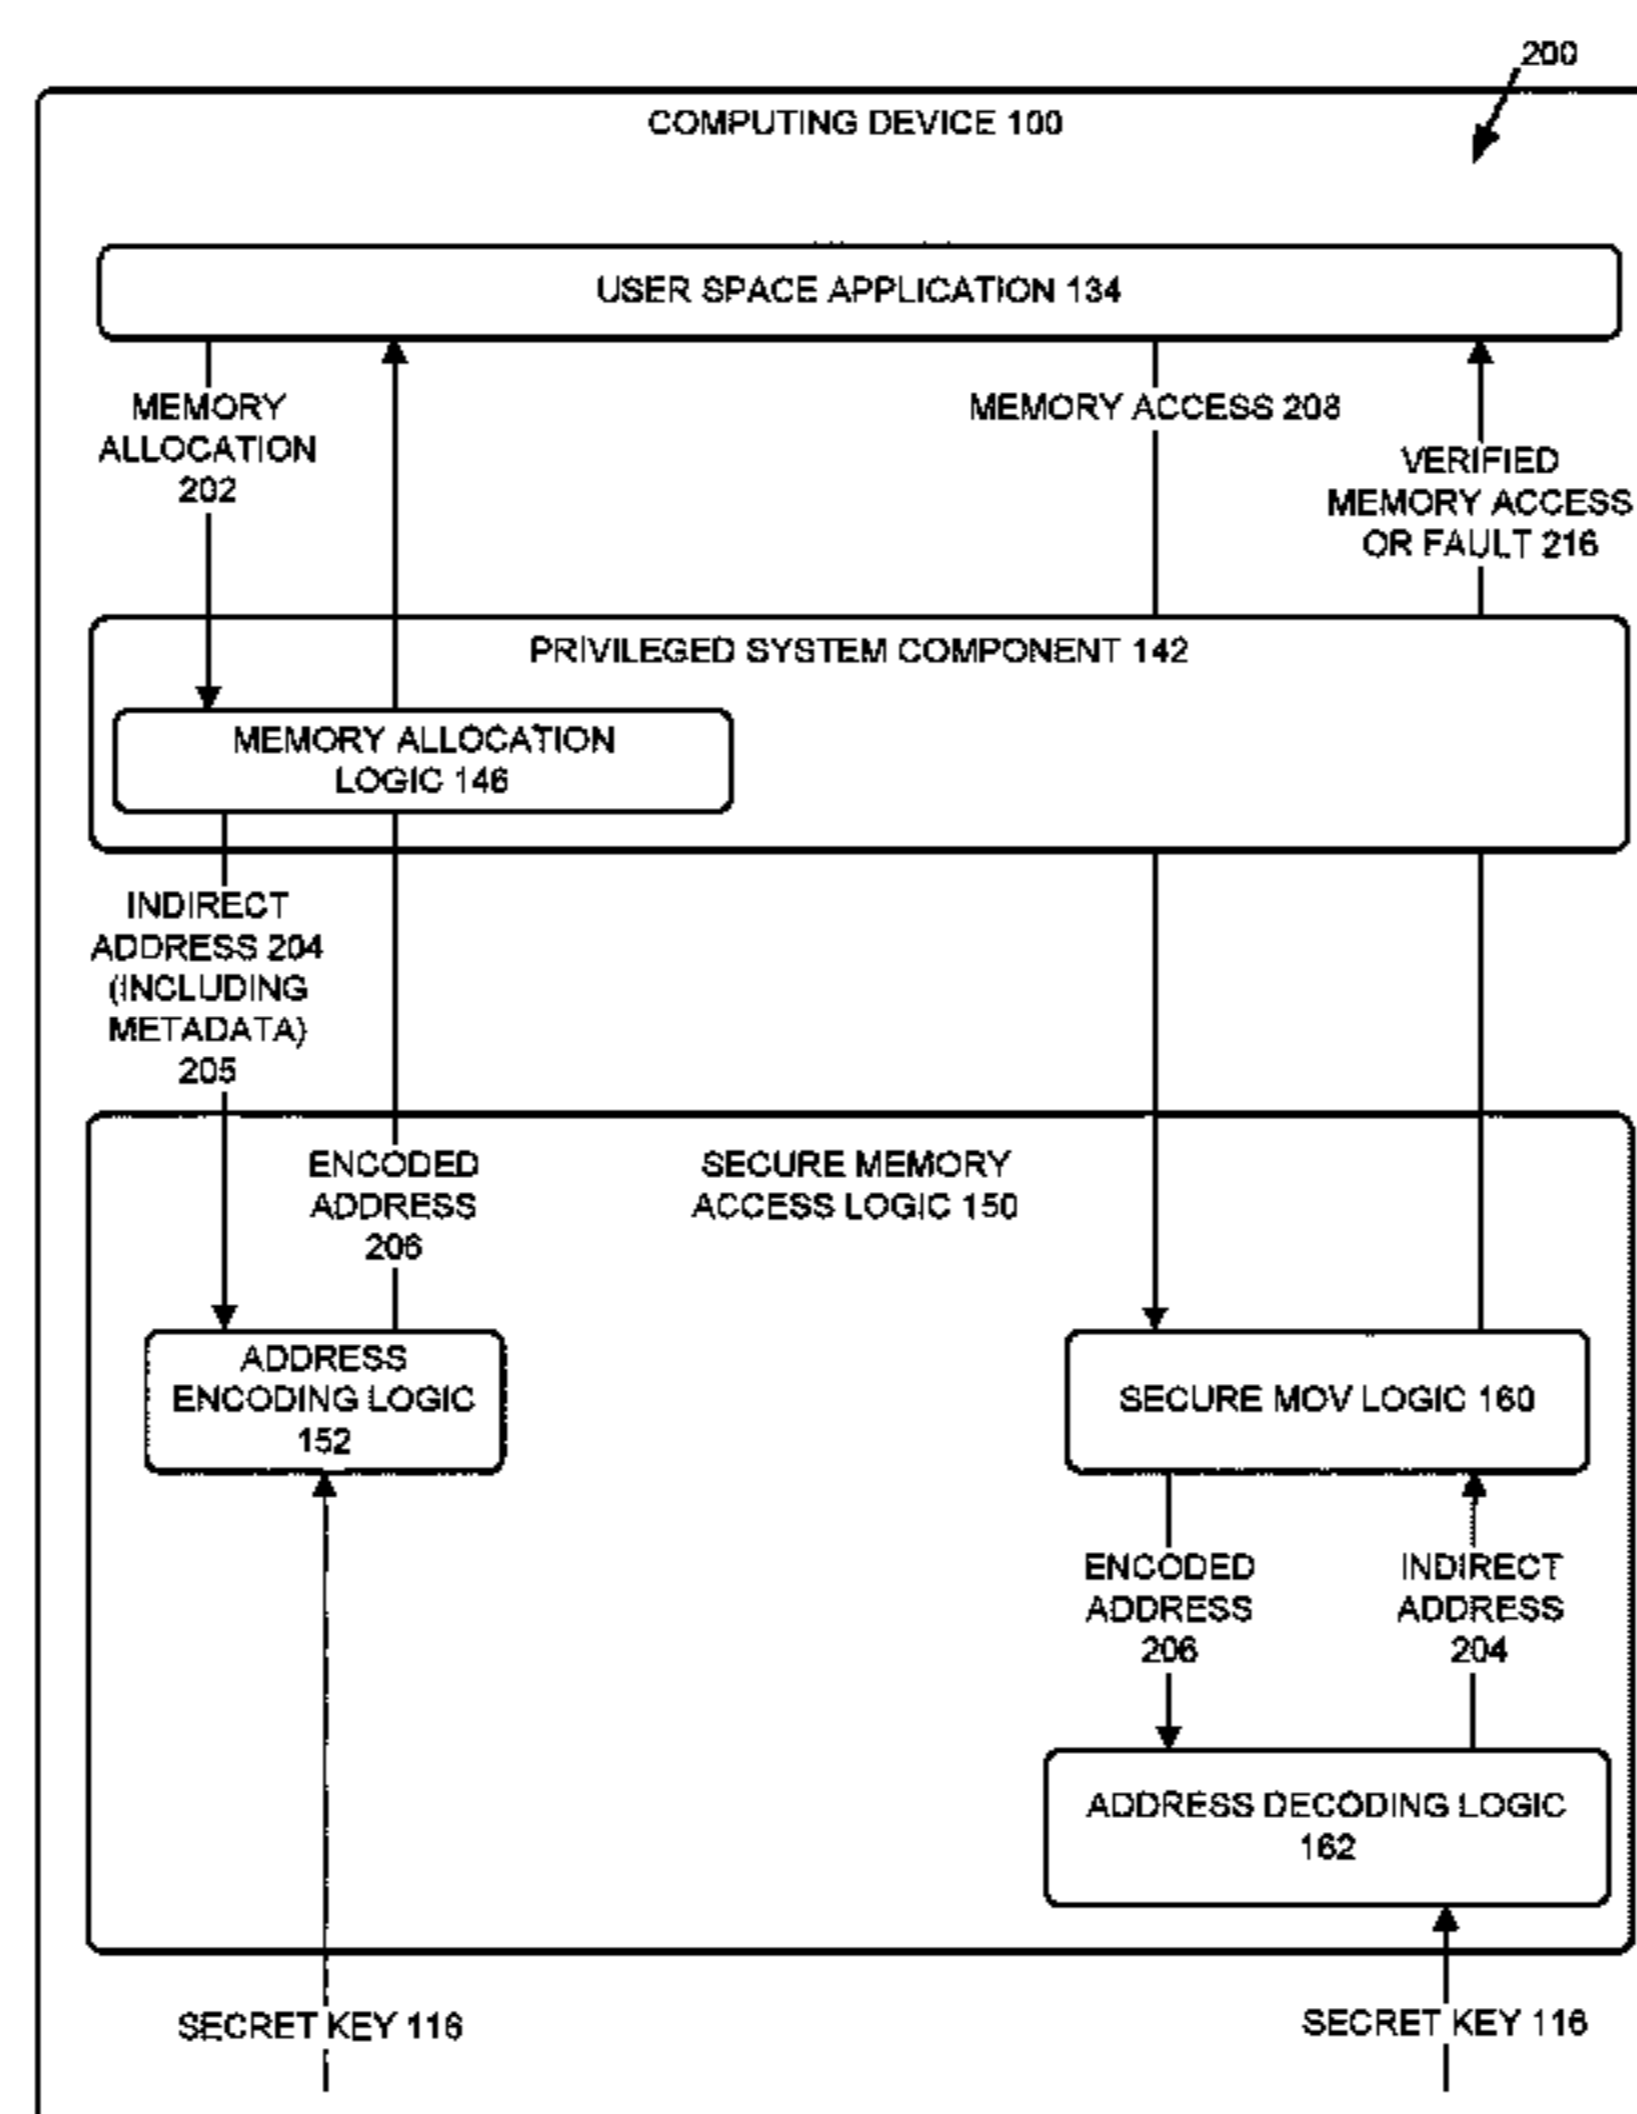 200
COMPUTING DEVICE 100
USER SPACE APPLICATION 134
MEMORY
ALLOCATION
202
MEMORY ACCESS 208
VERIFIED
MEMORY ACCESS
OR FAULT 216
PRIVILEGED SYSTEM COMPONENT 142
MEMORY ALLOCATION
LOGIC 146
INDIRECT
ADDRESS 204
(INCLUDING
METADATA)
205
ENCODED
ADDRESS
206
SECURE MEMORY
ACCESS LOGIC 150
ADDRESS
ENCODING LOGIC
152
SECURE MOV LOGIC 160
ENCODED
ADDRESS
206
INDIRECT
ADDRESS
204
ADDRESS DECODING LOGIC
162
SECRET KEY 116
SECRET KEY 116